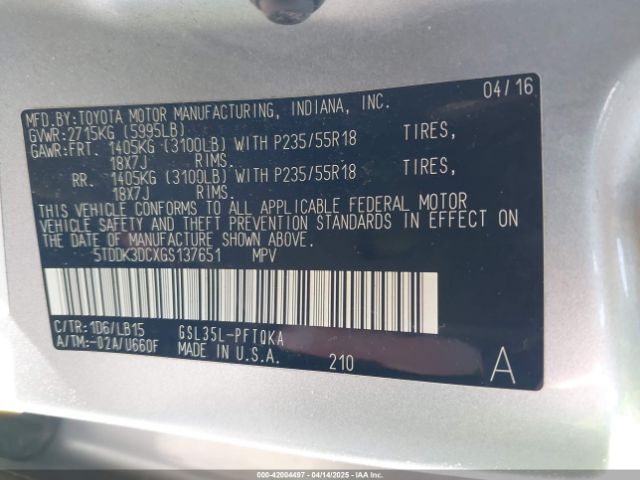 MFD.BY:TOYOTA MOTOR MANUFACTURING, INDIANA, INC. 04/16
GVWR:2715KG (5995LB)
GAWR:FRT. 1405KG (3100LB) WITH P235/55R18 TIRES,
18X7J RIMS.
RR. 1405KG (3100LB) WITH P235/55R18 TIRES,
18X7J RIMS.
THIS VEHICLE CONFORMS TO ALL APPLICABLE FEDERAL MOTOR
VEHICLE SAFETY AND THEFT PREVENTION STANDARDS IN EFFECT ON
THE DATE OF MANUFACTURE SHOWN ABOVE.
5TDDK3DCXGS137651 MPV
C/TR:1D6/LB15 GSL35L-PFTQKA
A/TM:-02A/U660F MADE IN U.S.A. 210 A
000-42004497 - 04/14/2025 - IAA Inc.